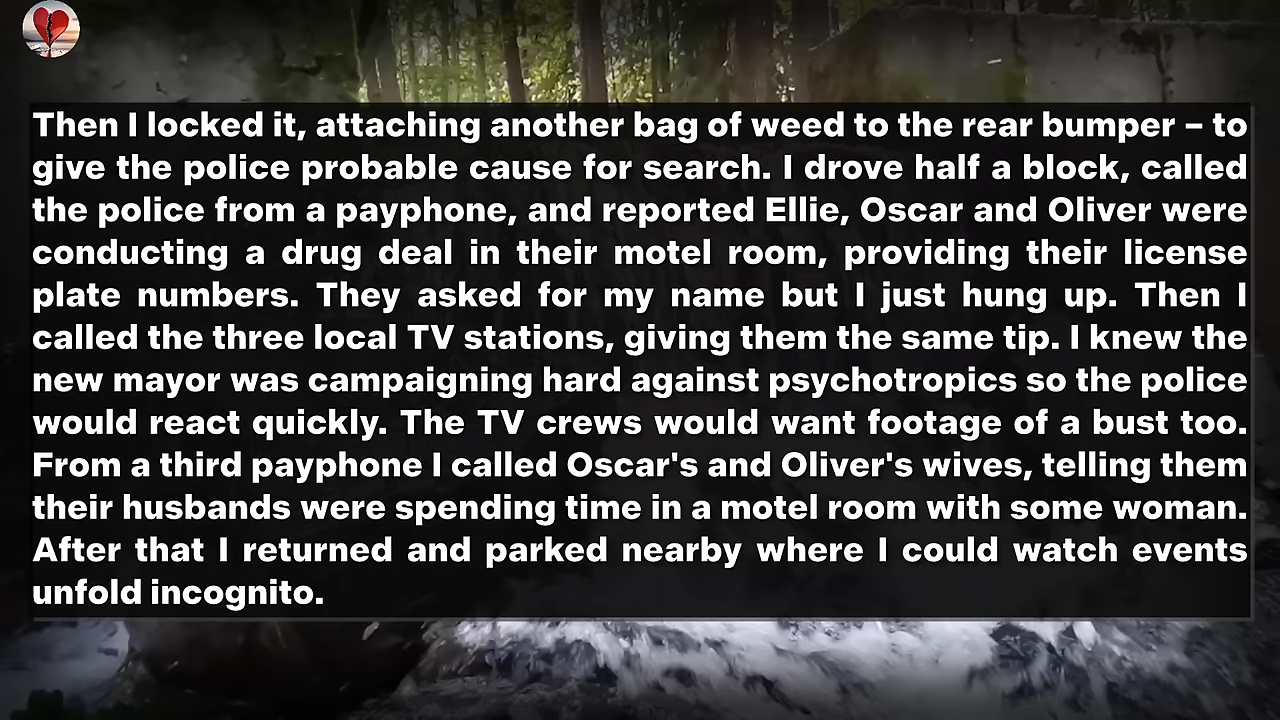 Then I locked it, attaching another bag of weed to the rear bumper – to
give the police probable cause for search. I drove half a block, called
the police from a payphone, and reported Ellie, Oscar and Oliver were
conducting a drug deal in their motel room, providing their license
plate numbers. They asked for my name but I just hung up. Then I
called the three local TV stations, giving them the same tip. I knew the
new mayor was campaigning hard against psychotropics so the police
would react quickly. The TV crews would want footage of a bust too.
From a third payphone I called Oscar's and Oliver's wives, telling them
their husbands were spending time in a motel room with some woman.
After that I returned and parked nearby where I could watch events
unfold incognito.